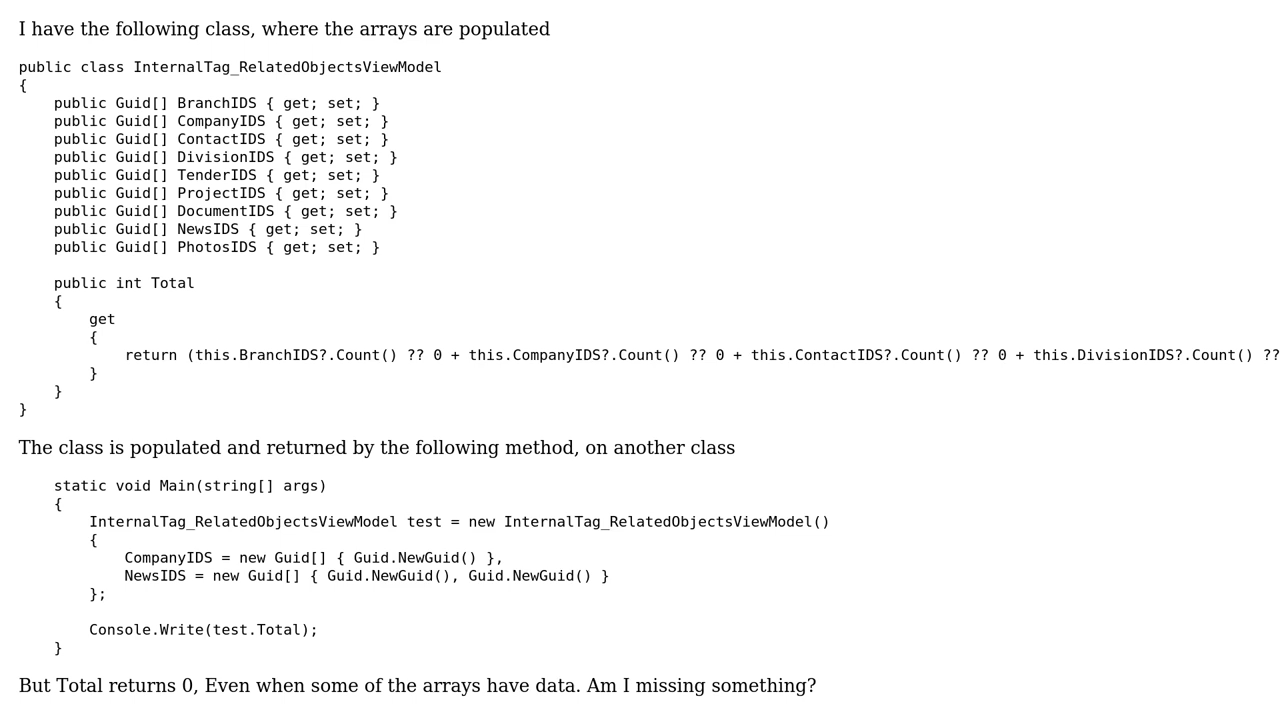 I have the following class, where the arrays are populated
public class InternalTag_RelatedObjectsViewModel
{
    public Guid[] BranchIDS { get; set; }
    public Guid[] CompanyIDS { get; set; }
    public Guid[] ContactIDS { get; set; }
    public Guid[] DivisionIDS { get; set; }
    public Guid[] TenderIDS { get; set; }
    public Guid[] ProjectIDS { get; set; }
    public Guid[] DocumentIDS { get; set; }
    public Guid[] NewsIDS { get; set; }
    public Guid[] PhotosIDS { get; set; }
    public int Total
    {
        get
        {
            return (this.BranchIDS?.Count() ?? 0 + this.CompanyIDS?.Count() ?? 0 + this.ContactIDS?.Count() ?? 0 + this.DivisionIDS?.Count() ??
        }
    }
}
The class is populated and returned by the following method, on another class
    static void Main(string[] args)
    {
        InternalTag_RelatedObjectsViewModel test = new InternalTag_RelatedObjectsViewModel()
        {
            CompanyIDS = new Guid[] { Guid.NewGuid() },
            NewsIDS = new Guid[] { Guid.NewGuid(), Guid.NewGuid() }
        };
        Console.Write(test.Total);
    }
But Total returns 0, Even when some of the arrays have data. Am I missing something?